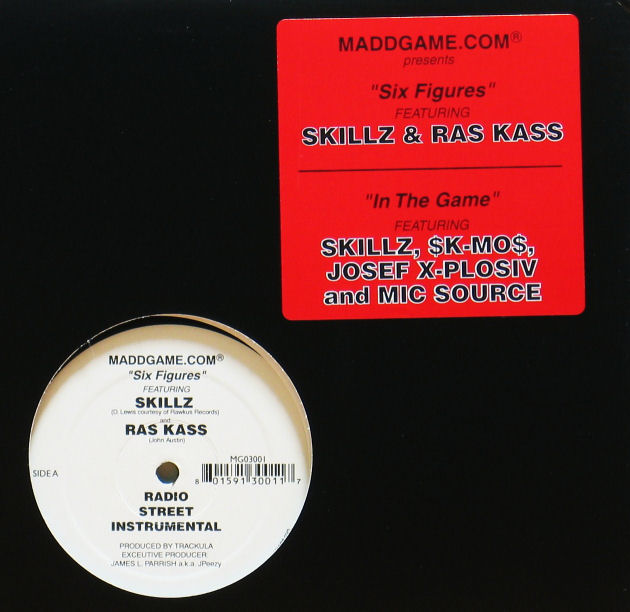 MADDGAME.COM®
presents
"Six Figures"
FEATURING
SKILLZ & RAS KASS
"In The Game"
FEATURING
SKILLZ, $K-MO$,
JOSEF X-PLOSIV
and MIC SOURCE
MADDGAME.COM®
"Six Figures"
FEATURING
SKILLZ
(D. Lewis courtesy of Rawkus Records)
and
RAS KASS
(John Austin)
SIDE A
MG03001
8 01591 30011 7
RADIO
STREET
INSTRUMENTAL
PRODUCED BY TRACKULA
EXCEUTIVE PRODUCER
JAMES L. PARRISH a.k.a. JPeezy